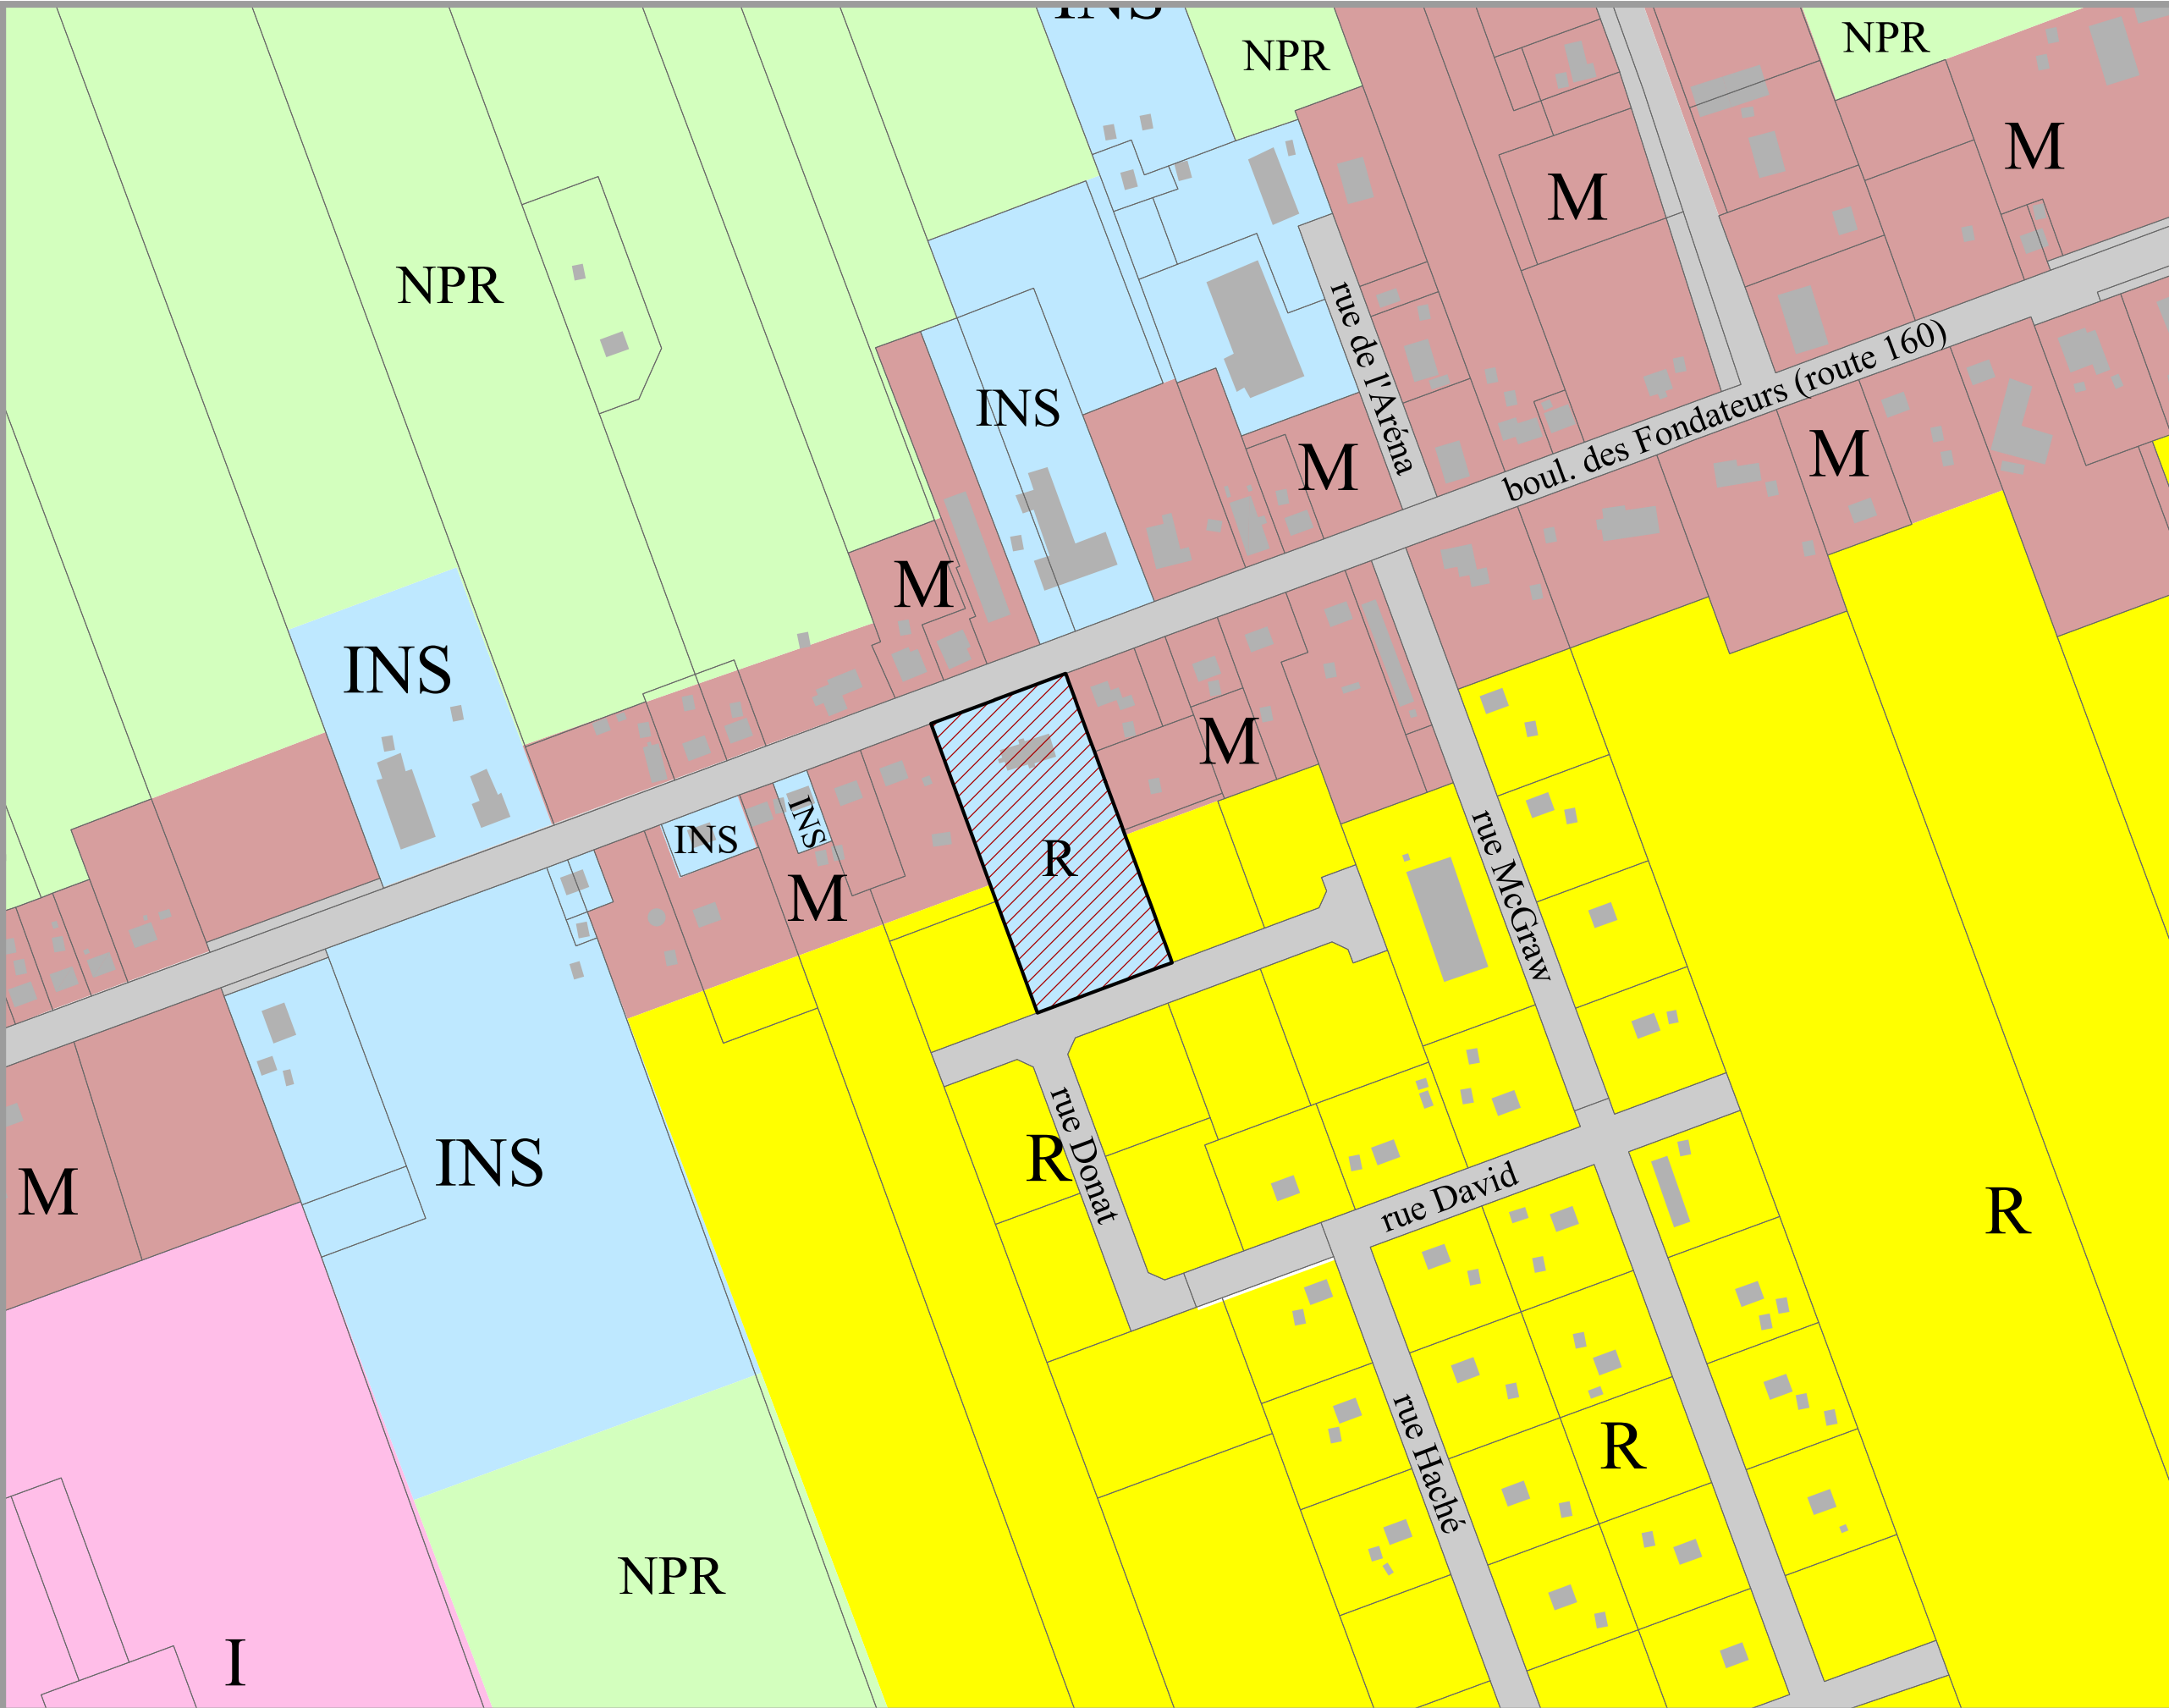 INS
NPR
NPR
M
M
NPR
rue de l'Aréna
boul. des Fondateurs (route 160)
INS
M
M
M
INS
M
INS
INS
R
M
rue McGraw
M
R
rue Donat
INS
M
rue David
R
rue Haché
R
NPR
I